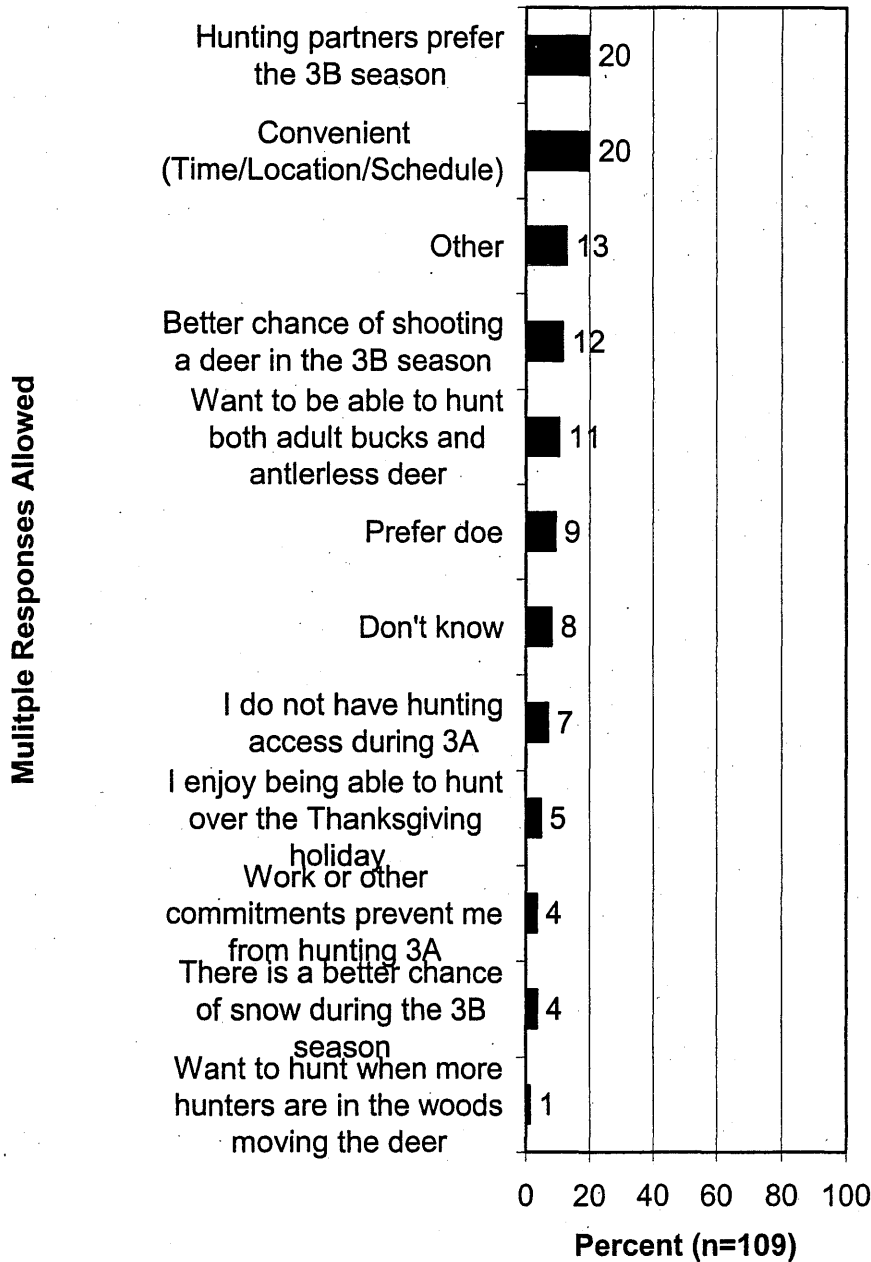 Mulitple Responses Allowed
Hunting partners prefer
the 3B season
20
Convenient
(Time/Location/Schedule)
20
Other
13
Better chance of shooting
a deer in the 3B season
12
Want to be able to hunt
both adult bucks and
antlerless deer
11
Prefer doe
9
Don't know
8
I do not have hunting
access during 3A
7
I enjoy being able to hunt
over the Thanksgiving
holiday
5
Work or other
commitments prevent me
from hunting 3A
4
There is a better chance
of snow during the 3B
season
4
Want to hunt when more
hunters are in the woods
moving the deer
1
0 20 40 60 80 100
Percent (n=109)